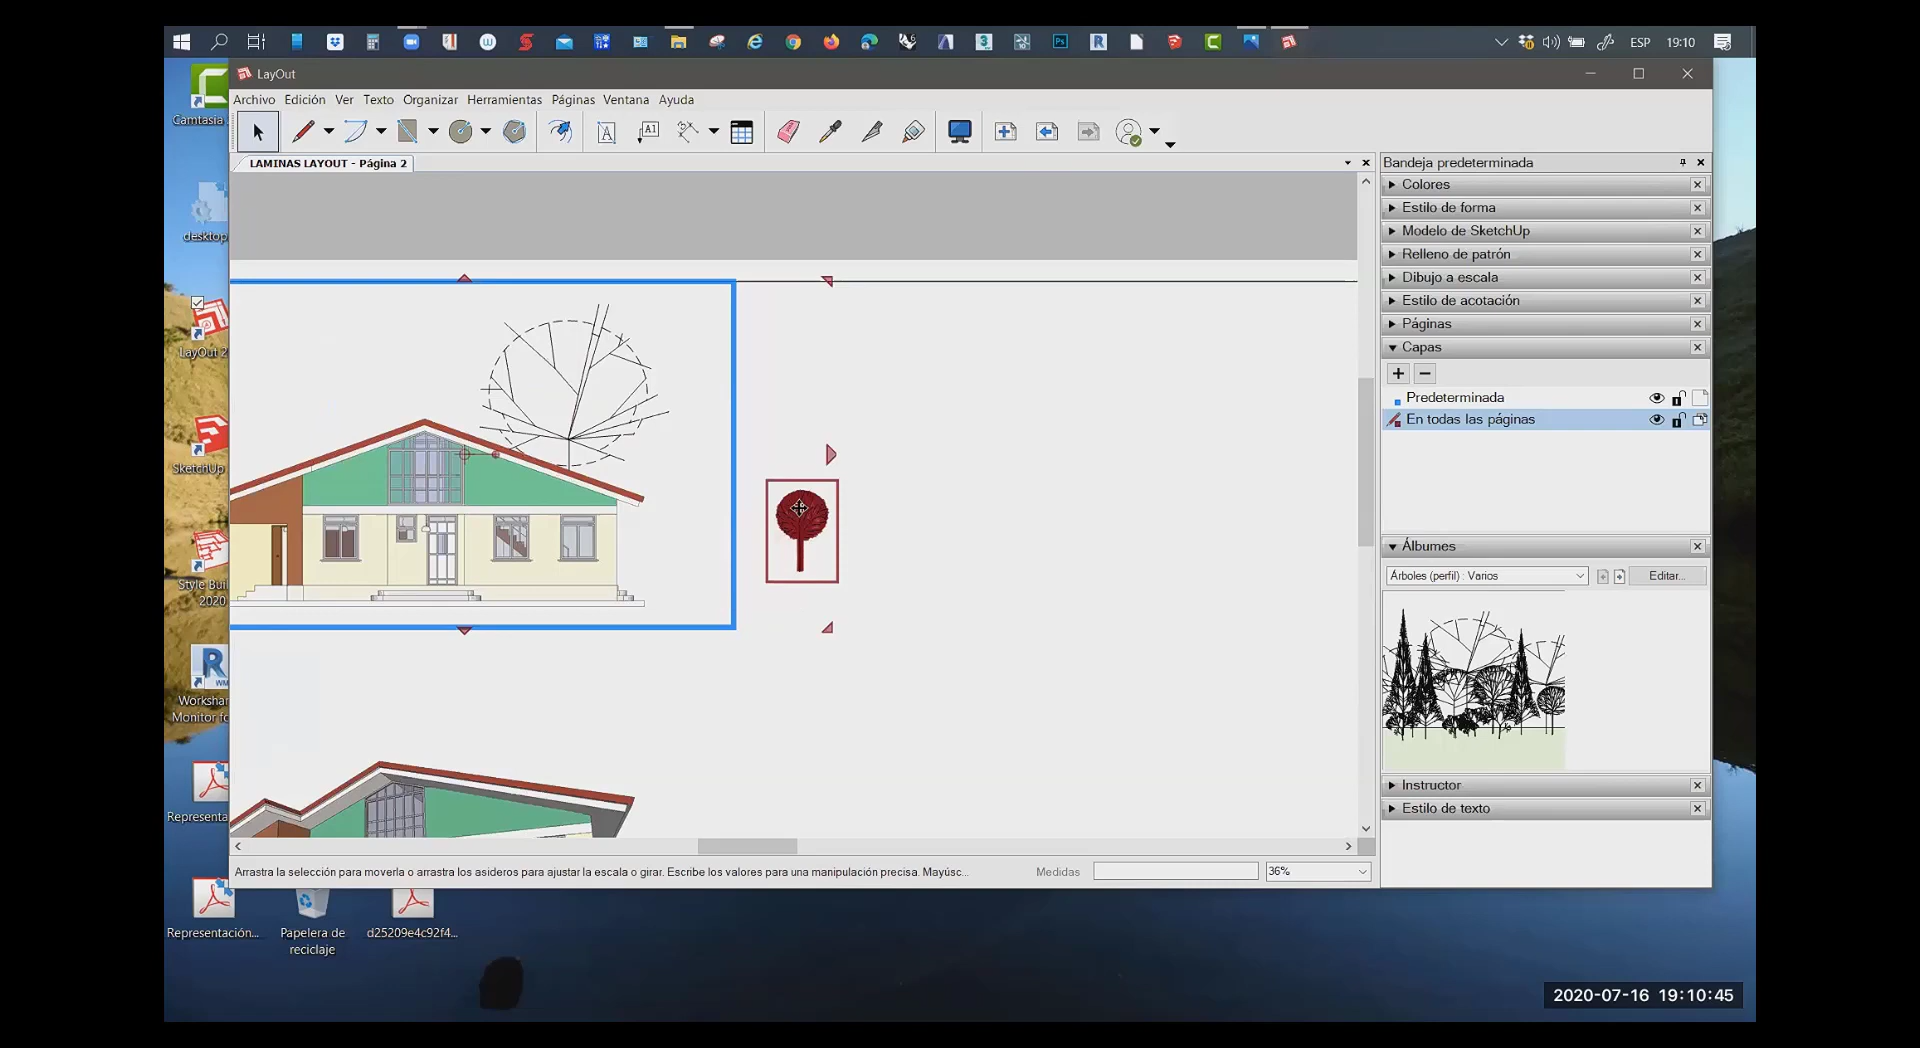 ESP
19:10
LayOut
Archivo Edición Ver Texto Organizar Herramientas Páginas Ventana Ayuda
LAMINAS LAYOUT - Página 2
Bandeja predeterminada
Colores
Estilo de forma
Modelo de SketchUp
Relleno de patrón
Dibujo a escala
Estilo de acotación
Páginas
Capas
Predeterminada
En todas las páginas
Álbumes
Árboles (perfil) : Varios
Editar...
Instructor
Estilo de texto
Arrastra la selección para moverla o arrastra los asideros para ajustar la escala o girar. Escribe los valores para una manipulación precisa. Mayúsc...
Medidas
36%
Camtasia
desktop
LayOut 2
SketchUp
Style Bui
2020
Workshar
Monitor fo
Representa
Representación...
Papelera de
reciclaje
d25209e4c92f4...
2020-07-16 19:10:45